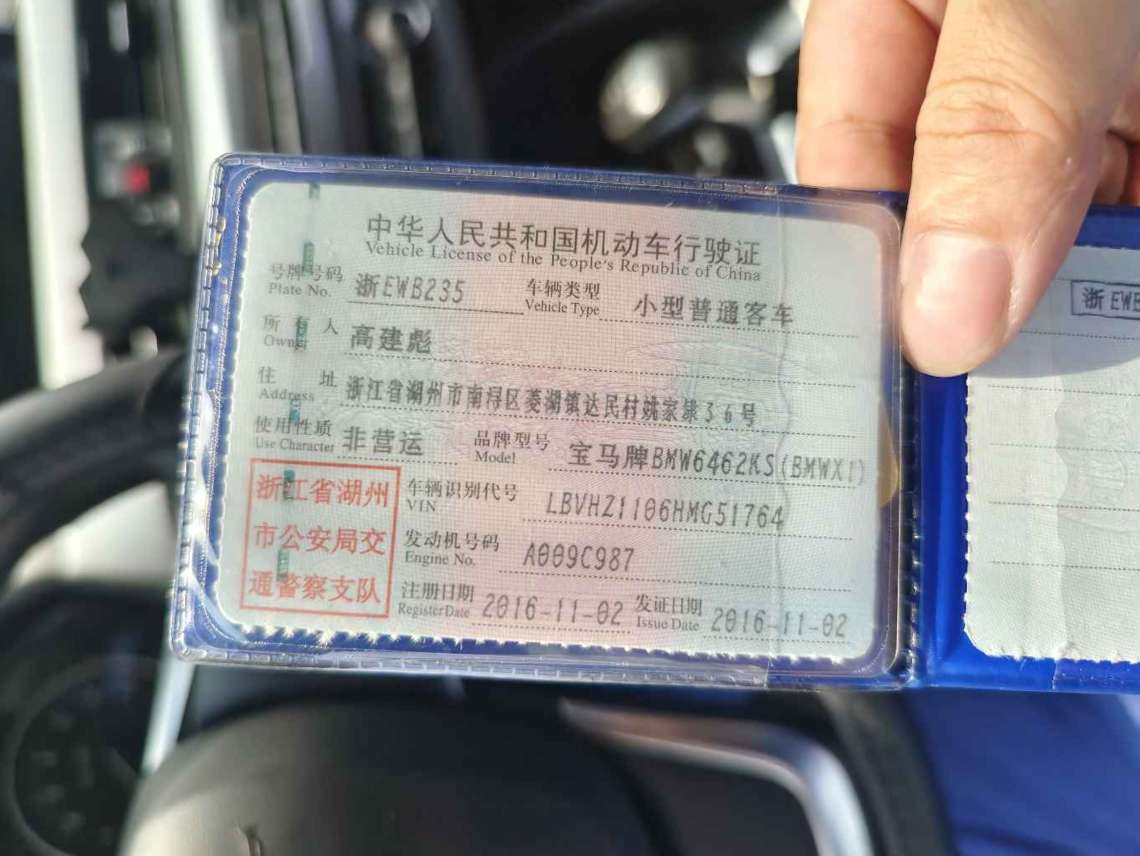 中华人民共和国机动车行驶证
Vehicle License of the People's Republic of China
号牌号码 浙EWB235 车辆类型 小型普通客车
Plate No. Vehicle Type
所有人 高建彪
Owner
住址 浙江省湖州市南浔区菱湖镇达民村姚家𡍼36号
Address
使用性质 非营运 品牌型号 宝马牌BMW6462KS(BMWX1)
Use Character Model
浙江省湖州
市公安局交
通警察支队
车辆识别代号 LBVHZ1106HMG51764
VIN
发动机号码 A009C987
Engine No.
注册日期 2016-11-02 发证日期 2016-11-02
Register Date Issue Date
浙EWB